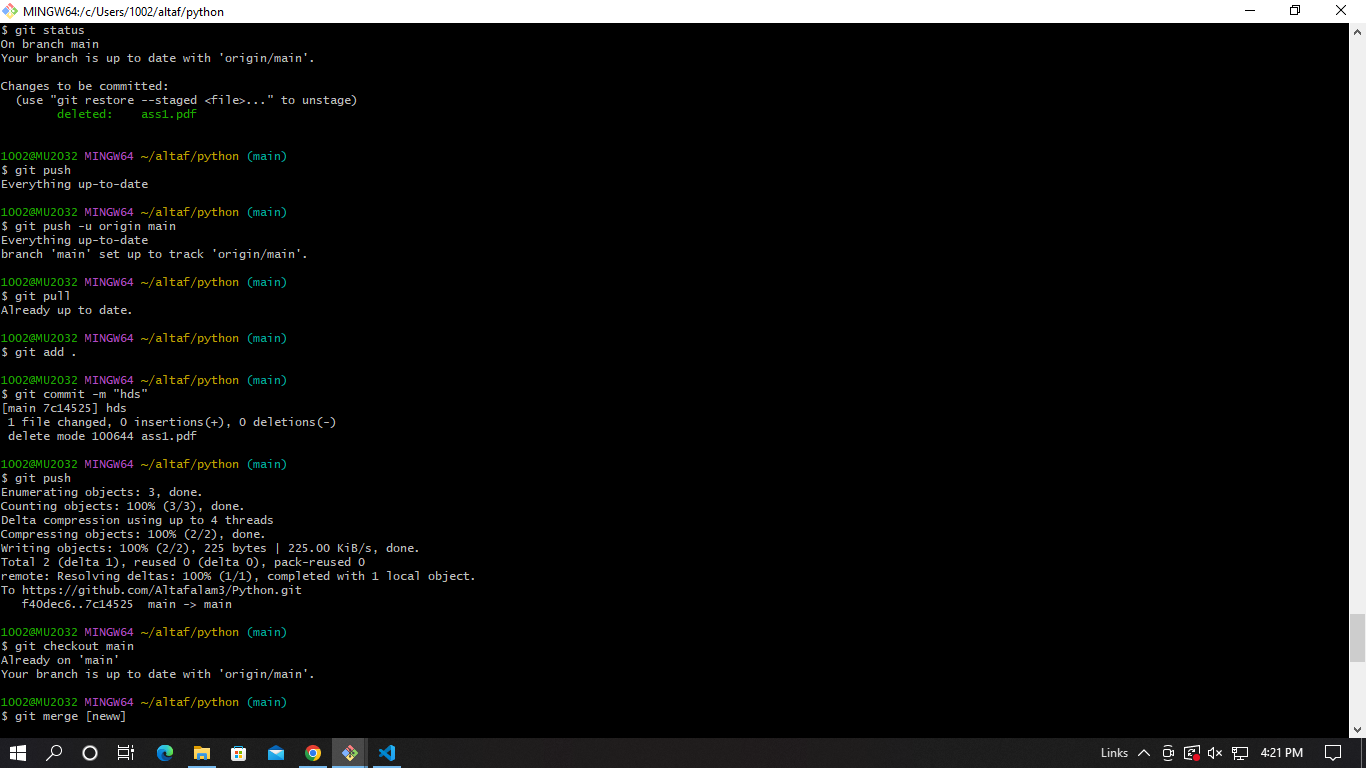 MINGW64:/c/Users/1002/altaf/python
$ git status
On branch main
Your branch is up to date with 'origin/main'.
Changes to be committed:
  (use "git restore --staged <file>..." to unstage)
        deleted:    ass1.pdf
1002@MU2032 MINGW64 ~/altaf/python (main)
$ git push
Everything up-to-date
1002@MU2032 MINGW64 ~/altaf/python (main)
$ git push -u origin main
Everything up-to-date
branch 'main' set up to track 'origin/main'.
1002@MU2032 MINGW64 ~/altaf/python (main)
$ git pull
Already up to date.
1002@MU2032 MINGW64 ~/altaf/python (main)
$ git add .
1002@MU2032 MINGW64 ~/altaf/python (main)
$ git commit -m "hds"
[main 7c14525] hds
 1 file changed, 0 insertions(+), 0 deletions(-)
 delete mode 100644 ass1.pdf
1002@MU2032 MINGW64 ~/altaf/python (main)
$ git push
Enumerating objects: 3, done.
Counting objects: 100% (3/3), done.
Delta compression using up to 4 threads
Compressing objects: 100% (2/2), done.
Writing objects: 100% (2/2), 225 bytes | 225.00 KiB/s, done.
Total 2 (delta 1), reused 0 (delta 0), pack-reused 0
remote: Resolving deltas: 100% (1/1), completed with 1 local object.
To https://github.com/Altafalam3/Python.git
   f40dec6..7c14525  main -> main
1002@MU2032 MINGW64 ~/altaf/python (main)
$ git checkout main
Already on 'main'
Your branch is up to date with 'origin/main'.
1002@MU2032 MINGW64 ~/altaf/python (main)
$ git merge [neww]
Links 4:21 PM